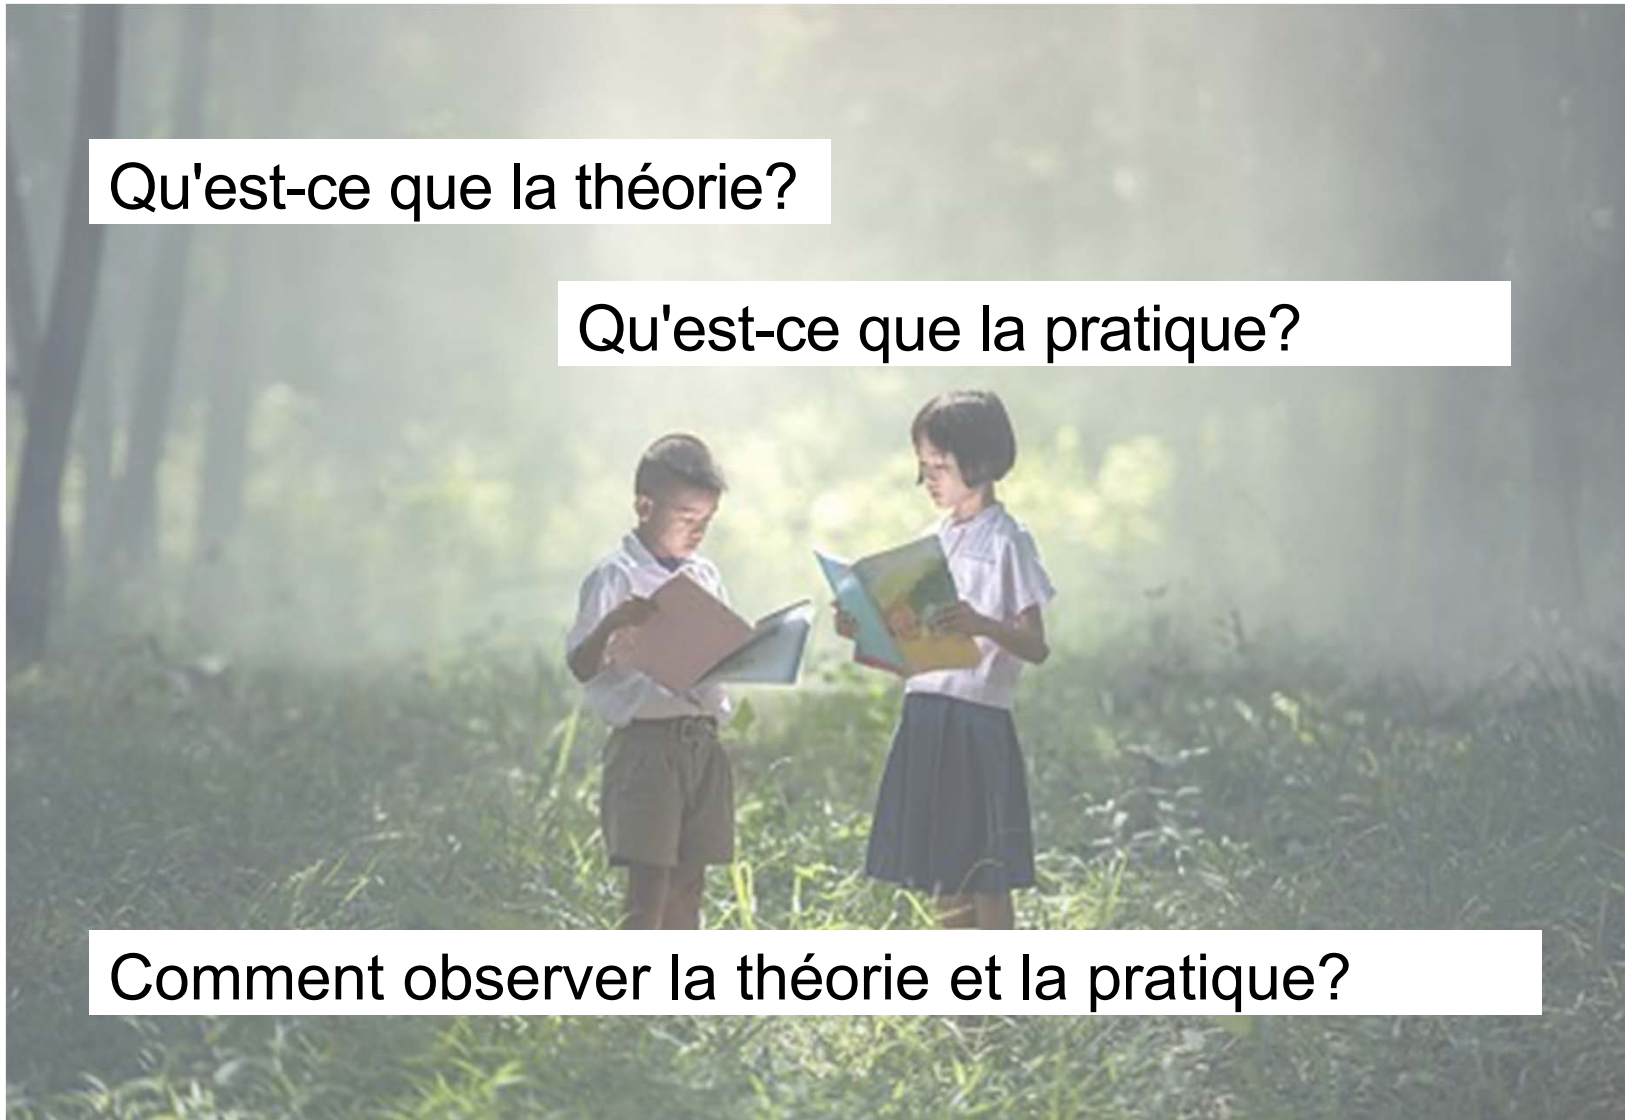 Qu'est-ce que la théorie?
Qu'est-ce que la pratique?
Comment observer la théorie et la pratique?